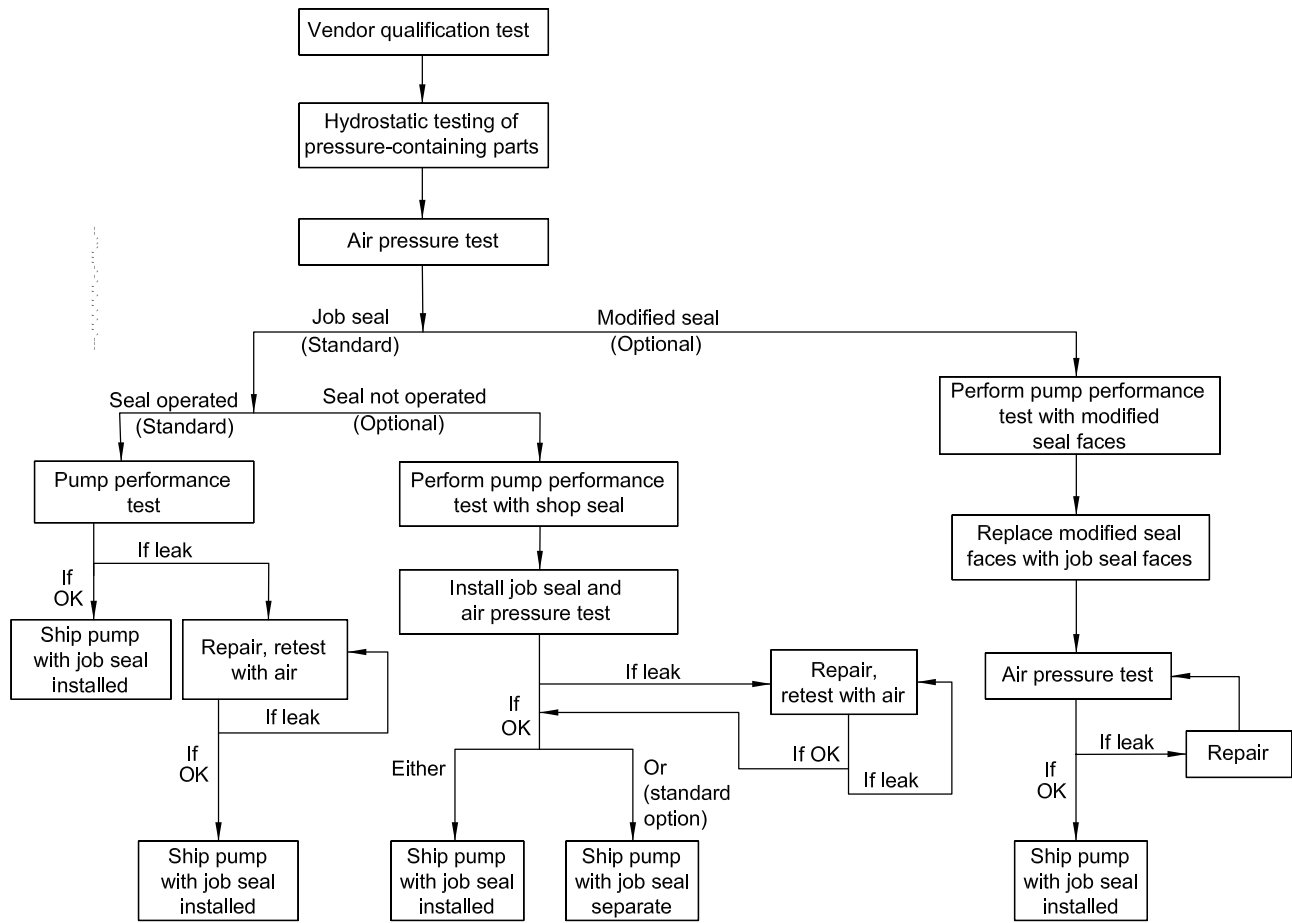 Vendor qualification test
Hydrostatic testing of
pressure-containing parts
Air pressure test
Job seal
(Standard)
Modified seal
(Optional)
Seal operated
(Standard)
Seal not operated
(Optional)
Perform pump performance
test with modified
seal faces
Pump performance
test
Perform pump performance
test with shop seal
Replace modified seal
faces with job seal faces
If leak
If
OK
Install job seal and
air pressure test
Ship pump
with job seal
installed
Repair, retest
with air
If leak
If leak
Repair,
retest with air
Air pressure test
If
OK
If
OK
If OK
If leak
If leak
Repair
If
OK
Either
Or
(standard
option)
Ship pump
with job seal
installed
Ship pump
with job seal
installed
Ship pump
with job seal
separate
Ship pump
with job seal
installed